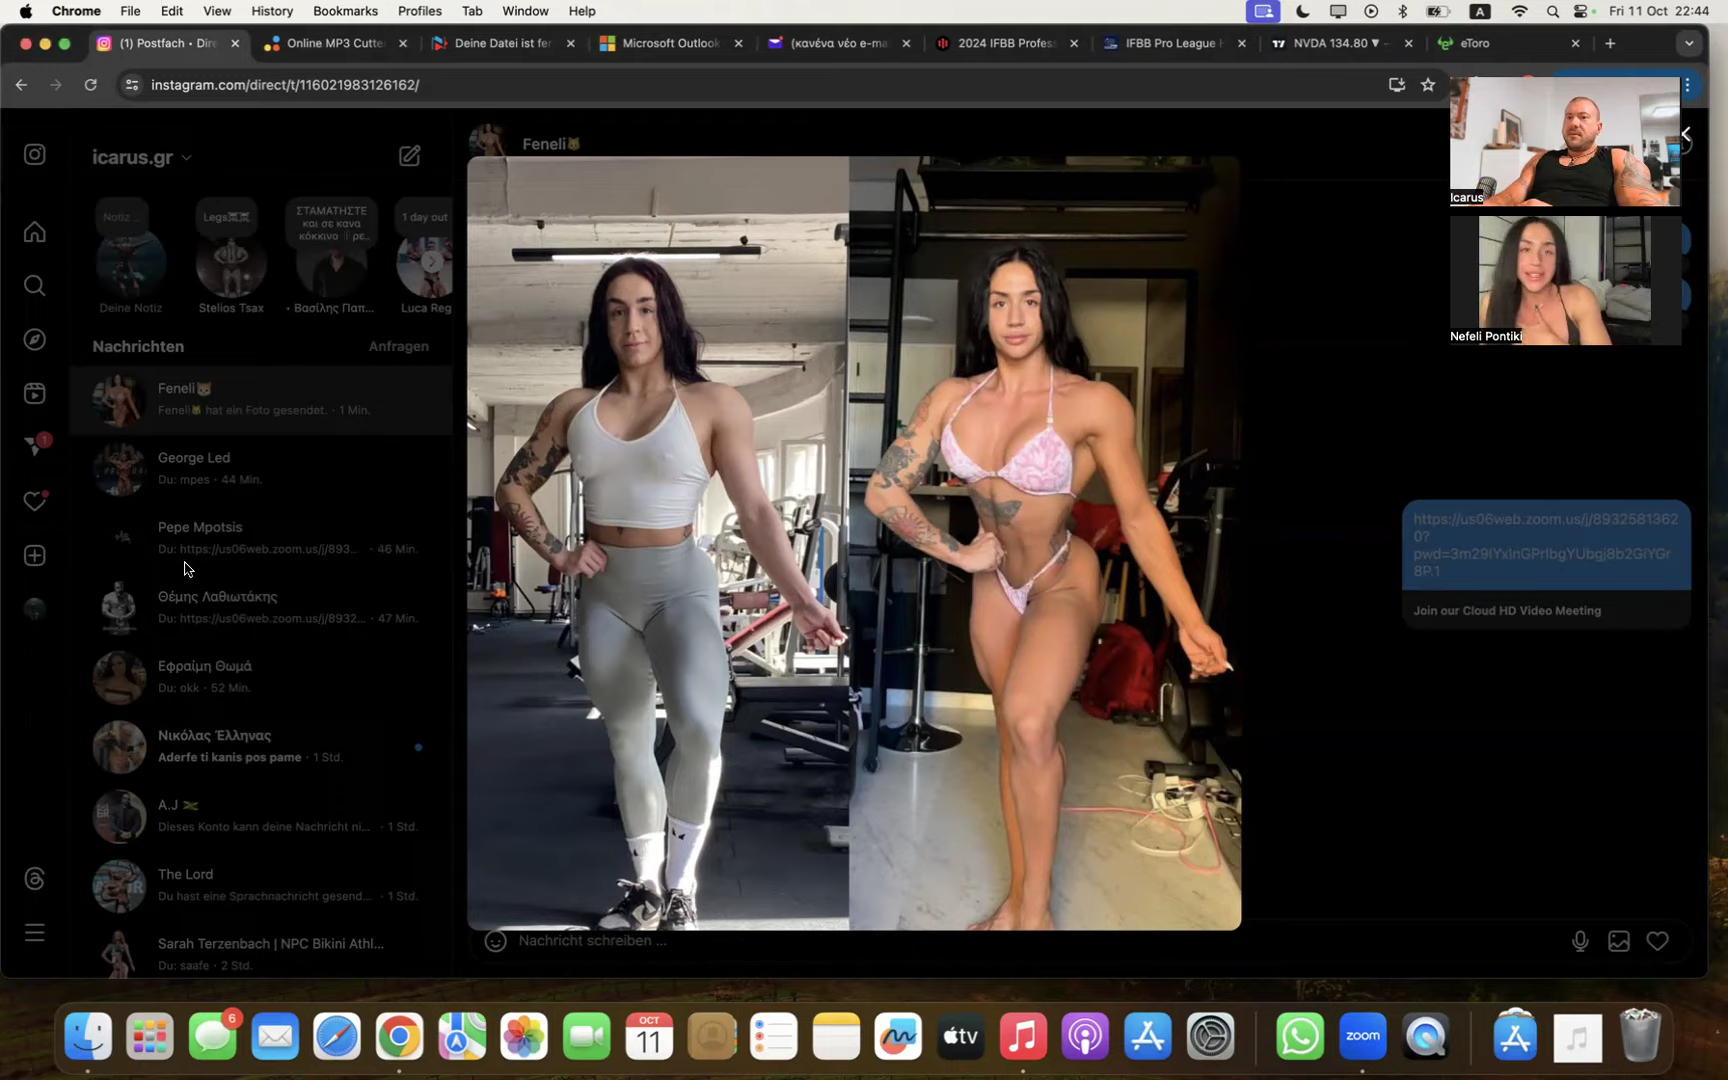 Chrome File Edit View History Bookmarks Profiles Tab Window Help
A
Fri 11 Oct 22:44
(1) Postfach • Dire
Online MP3 Cutte
Deine Datei ist fer
Microsoft Outlook
(κανένα νέο e-ma
2024 IFBB Profess
IFBB Pro League
NVDA 134.80 ▼
eToro
instagram.com/direct/t/116021983126162/
icarus.gr
Feneli🐱
Icarus
Nefeli Pontiki
Notiz ...
Legs☠️☠️
ΣΤΑΜΑΤΗΣΤΕ
και σε κανα
κόκκινο
1 day out
Deine Notiz
Stelios Tsax
• Βασίλης Παπ...
Luca Reg
Nachrichten
Anfragen
Feneli🐱
Feneli🐱 hat ein Foto gesendet. · 1 Min.
George Led
Du: mpes · 44 Min.
1
Pepe Mpotsis
Du: https://us06web.zoom.us/j/893... · 46 Min.
Θέμης Λαθιωτάκης
Du: https://us06web.zoom.us/j/8932... · 47 Min.
Εφραίμη Θωμά
Du: okk · 52 Min.
Νικόλας Έλληνας
Aderfe ti kanis pos pame · 1 Std.
A.J 🇯🇲
Dieses Konto kann deine Nachricht ni... · 1 Std.
The Lord
Du hast eine Sprachnachricht gesend... · 1 Std.
Sarah Terzenbach | NPC Bikini Athl...
Du: saafe · 2 Std.
https://us06web.zoom.us/j/8932581362
0?
Join our Cloud HD Video Meeting
Nachricht schreiben ...
6
OCT
11
tv
zoom